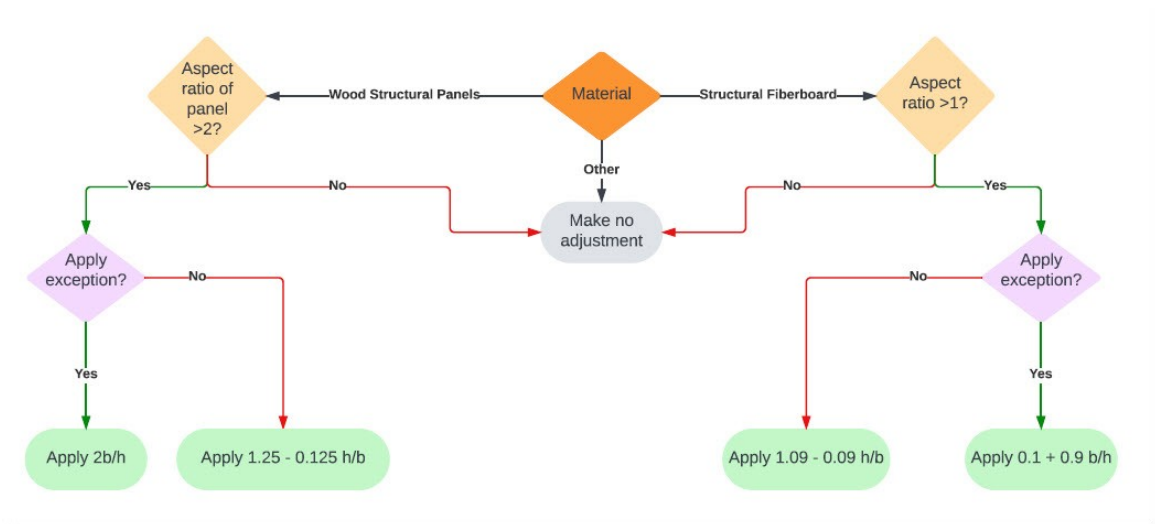 Aspect
ratio of
panel
>2?
Wood Structural Panels
Material
Structural Fiberboard
Aspect
ratio >1?
Other
Yes
No
Make no
adjustment
No
Yes
Apply
exception?
No
No
Apply
exception?
Yes
Yes
Apply 2b/h
Apply 1.25 - 0.125 h/b
Apply 1.09 - 0.09 h/b
Apply 0.1 + 0.9 b/h